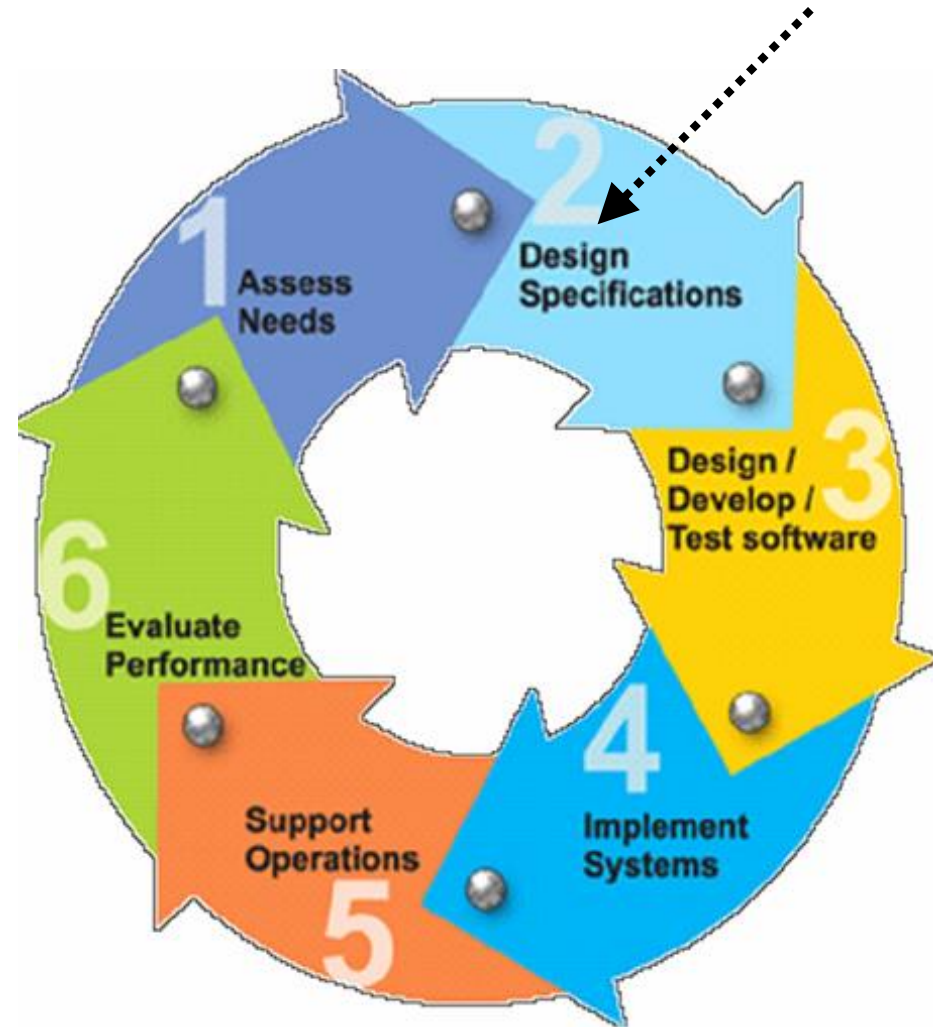 1
Assess
Needs
2
Design
Specifications
3
Design /
Develop /
Test software
4
Implement
Systems
5
Support
Operations
6
Evaluate
Performance